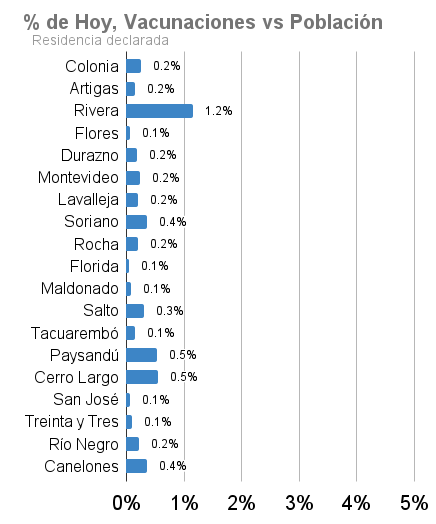 % de Hoy, Vacunaciones vs Población
Residencia declarada
Colonia 0.2%
Artigas 0.2%
Rivera 1.2%
Flores 0.1%
Durazno 0.2%
Montevideo 0.2%
Lavalleja 0.2%
Soriano 0.4%
Rocha 0.2%
Florida 0.1%
Maldonado 0.1%
Salto 0.3%
Tacuarembó 0.1%
Paysandú 0.5%
Cerro Largo 0.5%
San José 0.1%
Treinta y Tres 0.1%
Río Negro 0.2%
Canelones 0.4%
0% 1% 2% 3% 4% 5%